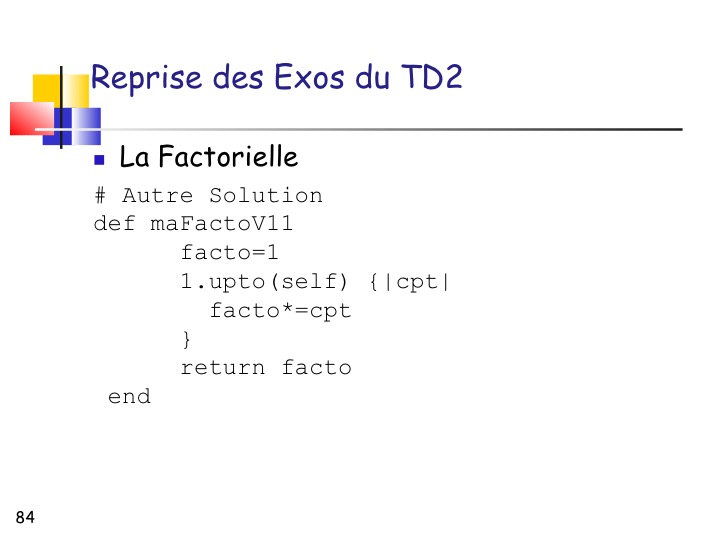 Reprise des Exos du TD2
La Factorielle
# Autre Solution
def maFactoV11
facto=1
1.upto(self) {|cpt|
facto*=cpt
}
return facto
end
84